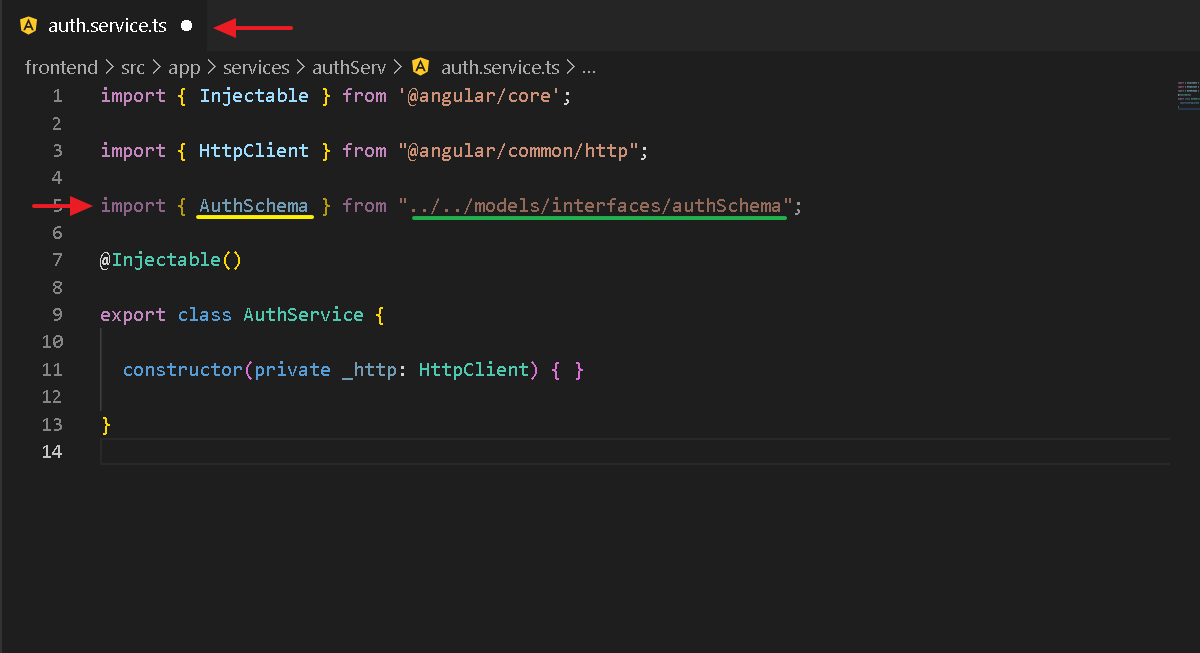 auth.service.ts
frontend > src > app > services > authServ > auth.service.ts > ...
1 import { Injectable } from '@angular/core';
2
3 import { HttpClient } from "@angular/common/http";
4
5 import { AuthSchema } from "../../models/interfaces/authSchema";
6
7 @Injectable()
8
9 export class AuthService {
10
11 constructor(private _http: HttpClient) { }
12
13 }
14